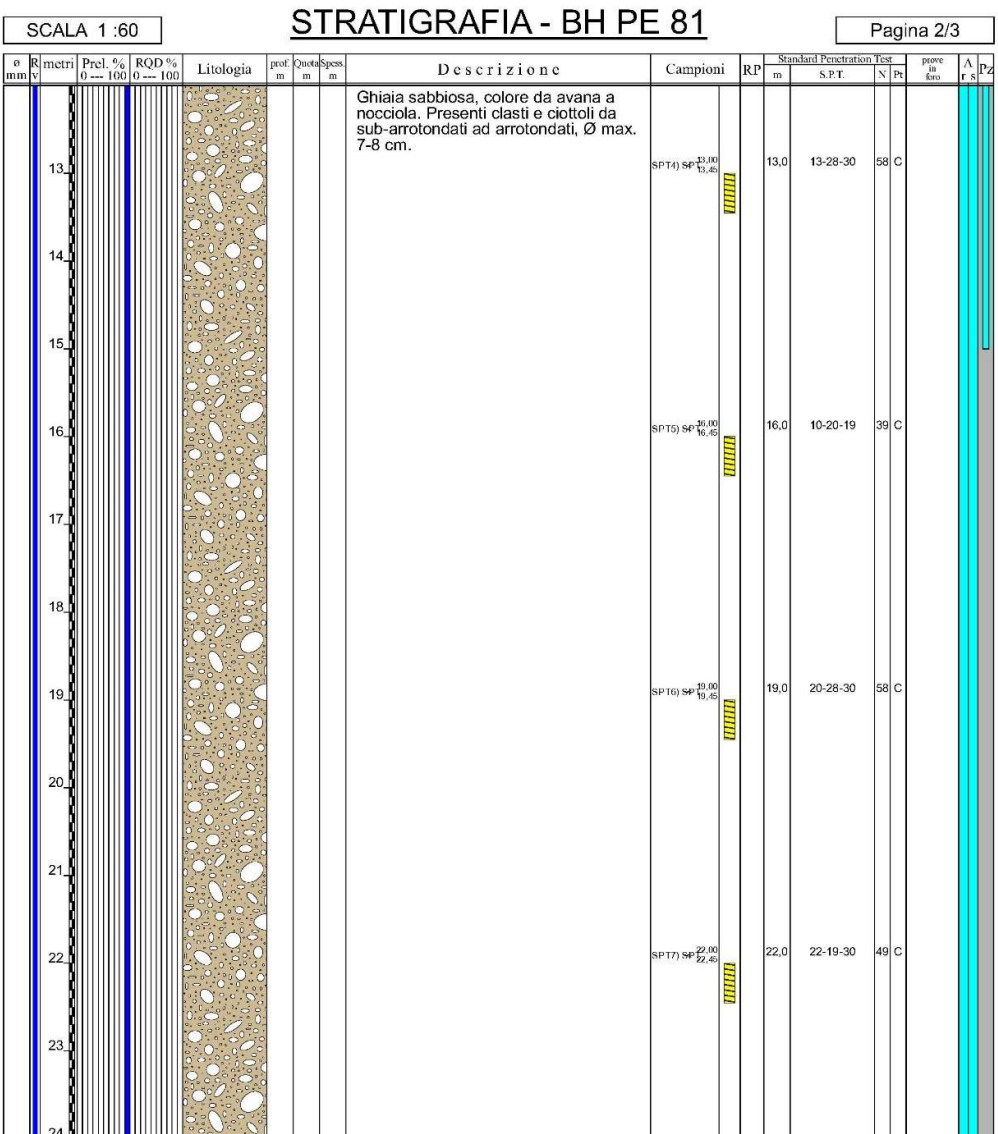 SCALA 1:60
STRATIGRAFIA - BH PE 81
Pagina 2/3
ø mm
R v
metri
Prel. % 0 --- 100
RQD % 0 --- 100
Litologia
prof. m
Quota m
Spess. m
Descrizione
Campioni
RP
Standard Penetration Test
m
S.P.T.
N
Pt
prove in foro
A r s
Pz
Ghiaia sabbiosa, colore da avana a
nocciola. Presenti clasti e ciottoli da
sub-arrotondati ad arrotondati, Ø max.
7-8 cm.
13
SPT4) SPT 13,00 13,45
13,0 13-28-30 58 C
14
15
16
SPT5) SPT 16,00 16,45
16,0 10-20-19 39 C
17
18
19
SPT6) SPT 19,00 19,45
19,0 20-28-30 58 C
20
21
22
SPT7) SPT 22,00 22,45
22,0 22-19-30 49 C
23
24